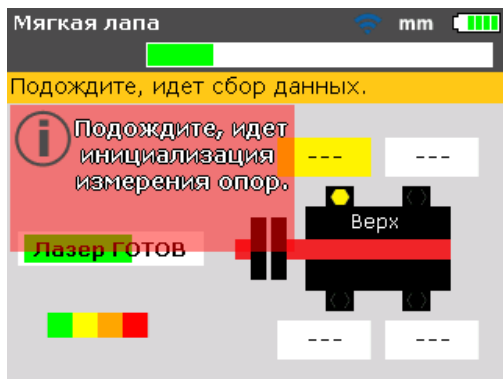 Мягкая лапа mm
Подождите, идет сбор данных.
Подождите, идет
инициализация
измерения опор.
--- ---
Верх
Лазер ГОТОВ
--- ---